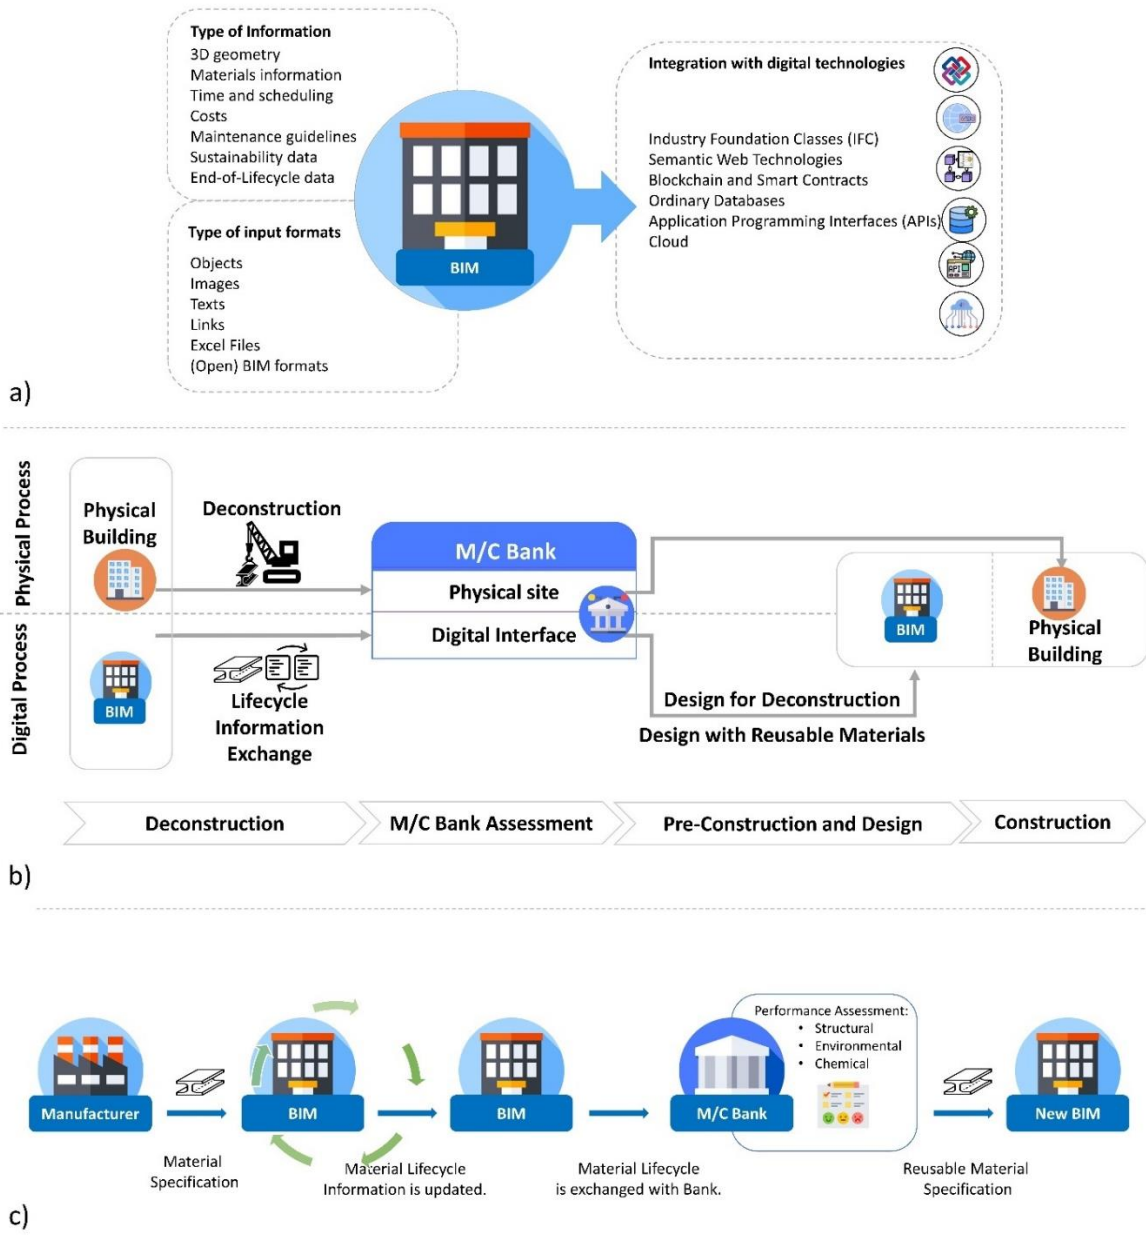 Type of Information
3D geometry
Materials information
Time and scheduling
Costs
Maintenance guidelines
Sustainability data
End-of-Lifecycle data
Type of input formats
Objects
Images
Texts
Links
Excel Files
(Open) BIM formats
BIM
Integration with digital technologies
Industry Foundation Classes (IFC)
Semantic Web Technologies
Blockchain and Smart Contracts
Ordinary Databases
Application Programming Interfaces (APIs)
Cloud
API
a)
Physical Process
Digital Process
Physical
Building
Deconstruction
BIM
Lifecycle
Information
Exchange
M/C Bank
Physical site
Digital Interface
Design for Deconstruction
Design with Reusable Materials
BIM
Physical
Building
Deconstruction
M/C Bank Assessment
Pre-Construction and Design
Construction
b)
Manufacturer
Material
Specification
BIM
Material Lifecycle
Information is updated.
BIM
Material Lifecycle
is exchanged with Bank.
M/C Bank
Performance Assessment:
• Structural
• Environmental
• Chemical
Reusable Material
Specification
New BIM
c)